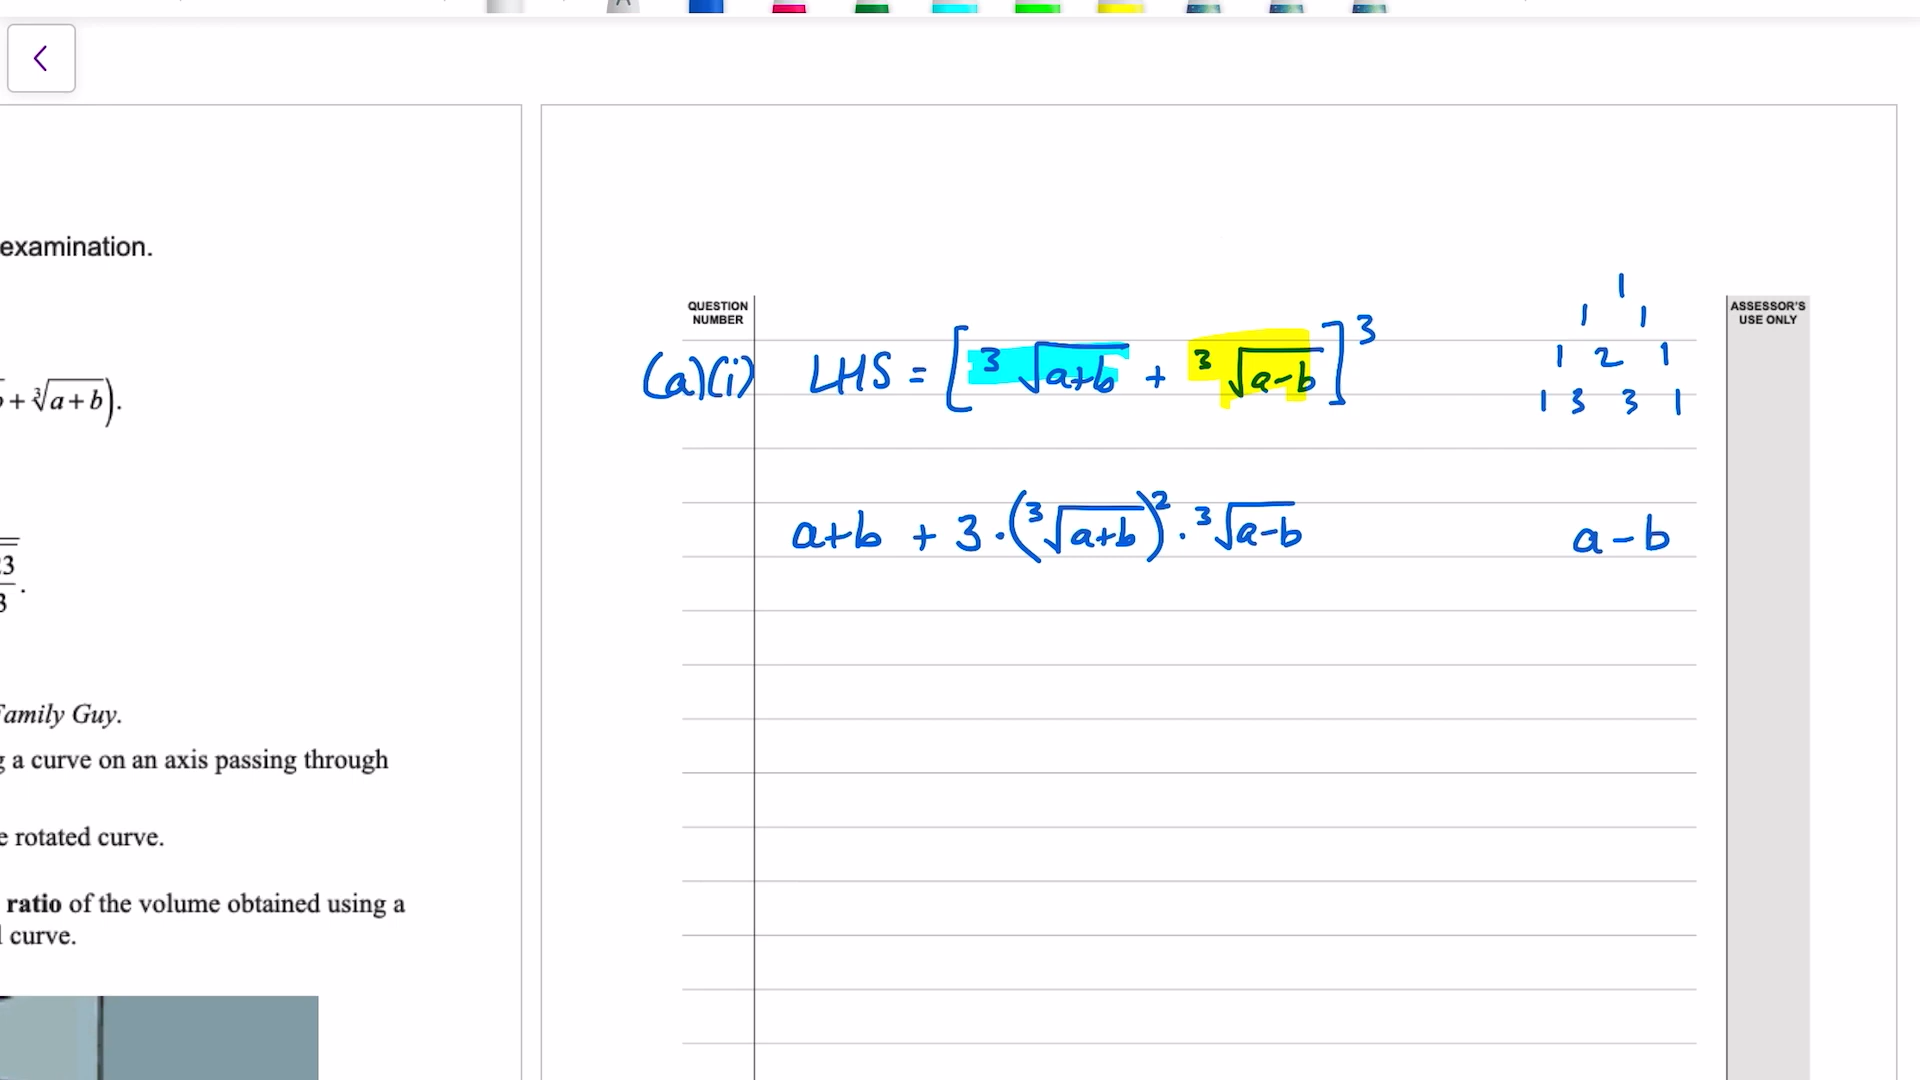 examination.
+ ∛(a+b)).
23
3
.
Family Guy.
a curve on an axis passing through
rotated curve.
ratio of the volume obtained using a
curve.
QUESTION
NUMBER
ASSESSOR'S
USE ONLY
1
1 1
1 2 1
1 3 3 1
(a)(i) LHS = [∛(a+b) + ∛(a-b)]³
a+b + 3·(∛(a+b))²·∛(a-b) a-b